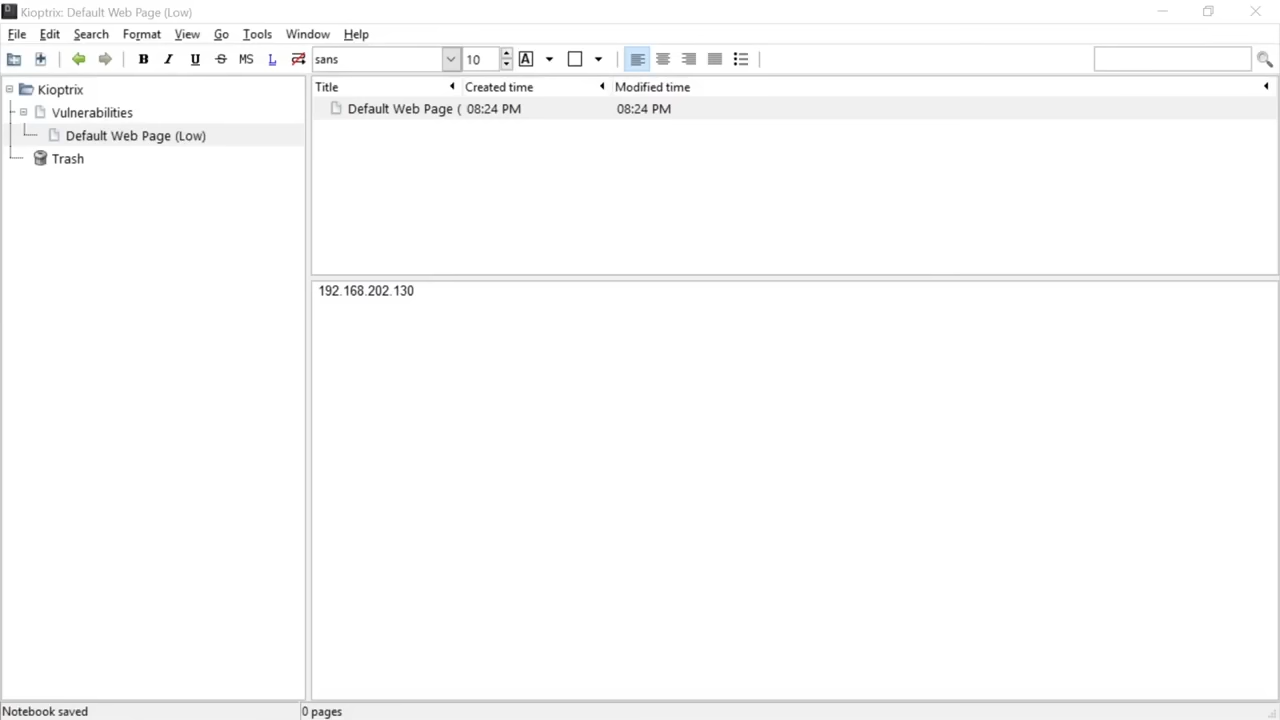 Kioptrix: Default Web Page (Low)
File Edit Search Format View Go Tools Window Help
B I U S MS L sans 10 A
Kioptrix
Vulnerabilities
Default Web Page (Low)
Trash
Title Created time Modified time
Default Web Page ( 08:24 PM 08:24 PM
192.168.202.130
Notebook saved 0 pages